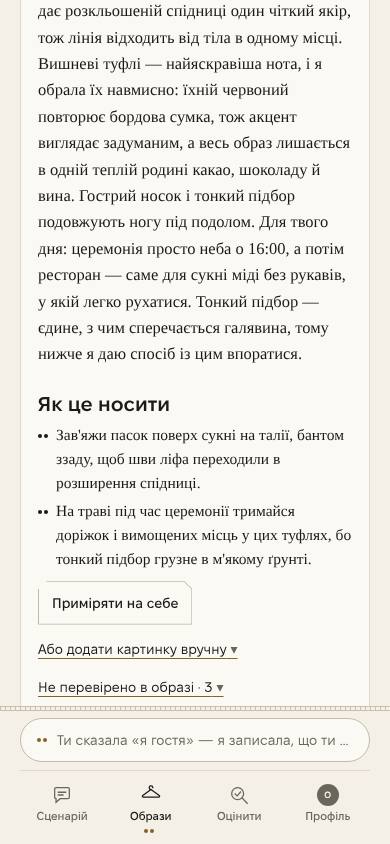 дає розкльошеній спідниці один чіткий якір,
тож лінія відходить від тіла в одному місці.
Вишневі туфлі — найяскравіша нота, і я
обрала їх навмисно: їхній червоний
повторює бордова сумка, тож акцент
виглядає задуманим, а весь образ лишається
в одній теплій родині какао, шоколаду й
вина. Гострий носок і тонкий підбор
подовжують ногу під подолом. Для твого
дня: церемонія просто неба о 16:00, а потім
ресторан — саме для сукні міді без рукавів,
у якій легко рухатися. Тонкий підбор —
єдине, з чим сперечається галявина, тому
нижче я даю спосіб із цим впоратися.
Як це носити
Зав'яжи пасок поверх сукні на талії, бантом
ззаду, щоб шви ліфа переходили в
розширення спідниці.
На траві під час церемонії тримайся
доріжок і вимощених місць у цих туфлях, бо
тонкий підбор грузне в м'якому ґрунті.
Приміряти на себе
Або додати картинку вручну ▾
Не перевірено в образі · 3 ▾
Ти сказала «я гостя» — я записала, що ти ...
Сценарій Образи Оцінити О Профіль